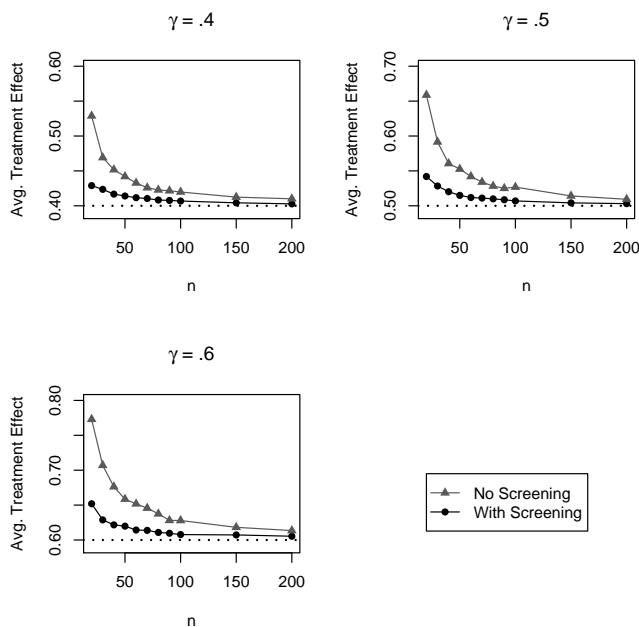 γ = .4
Avg. Treatment Effect
0.40 0.50 0.60
50 100 150 200
n
γ = .5
Avg. Treatment Effect
0.50 0.60 0.70
50 100 150 200
n
γ = .6
Avg. Treatment Effect
0.60 0.70 0.80
50 100 150 200
n
No Screening
With Screening